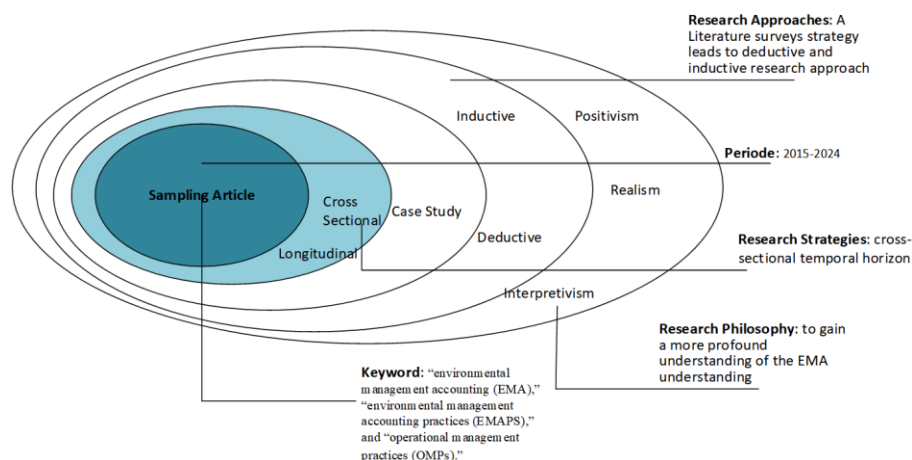 Research Approaches: A
Literature surveys strategy
leads to deductive and
inductive research approach
Inductive
Positivism
Periode: 2015-2024
Sampling Article
Realism
Cross
Sectional
Case Study
Deductive
Longitudinal
Research Strategies: cross-
sectional temporal horizon
Interpretivism
Research Philosophy: to gain
a more profound
understanding of the EMA
understanding
Keyword: “environmental
management accounting (EMA),”
“environmental management
accounting practices (EMAPS),”
and “operational management
practices (OMPs).”